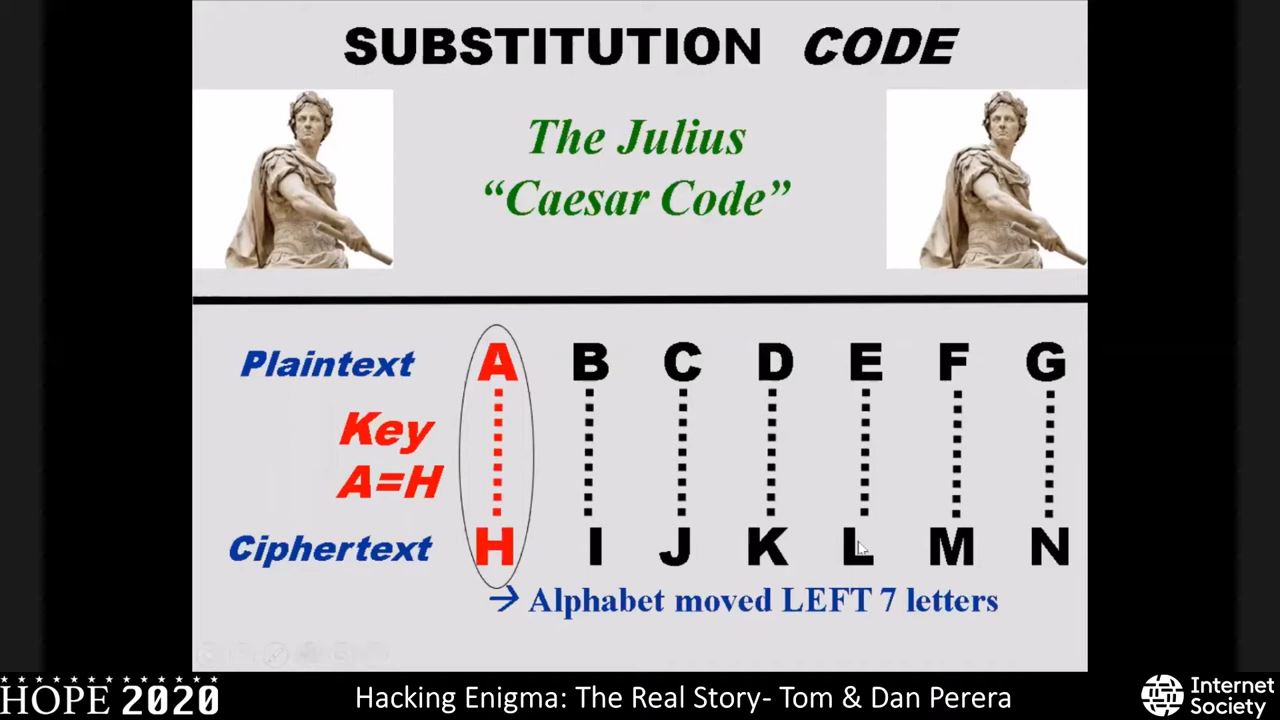 SUBSTITUTION CODE
The Julius
“Caesar Code”
Plaintext A B C D E F G
Key
A=H
Ciphertext H I J K L M N
→ Alphabet moved LEFT 7 letters
HOPE 2020
Hacking Enigma: The Real Story- Tom & Dan Perera
Internet
Society